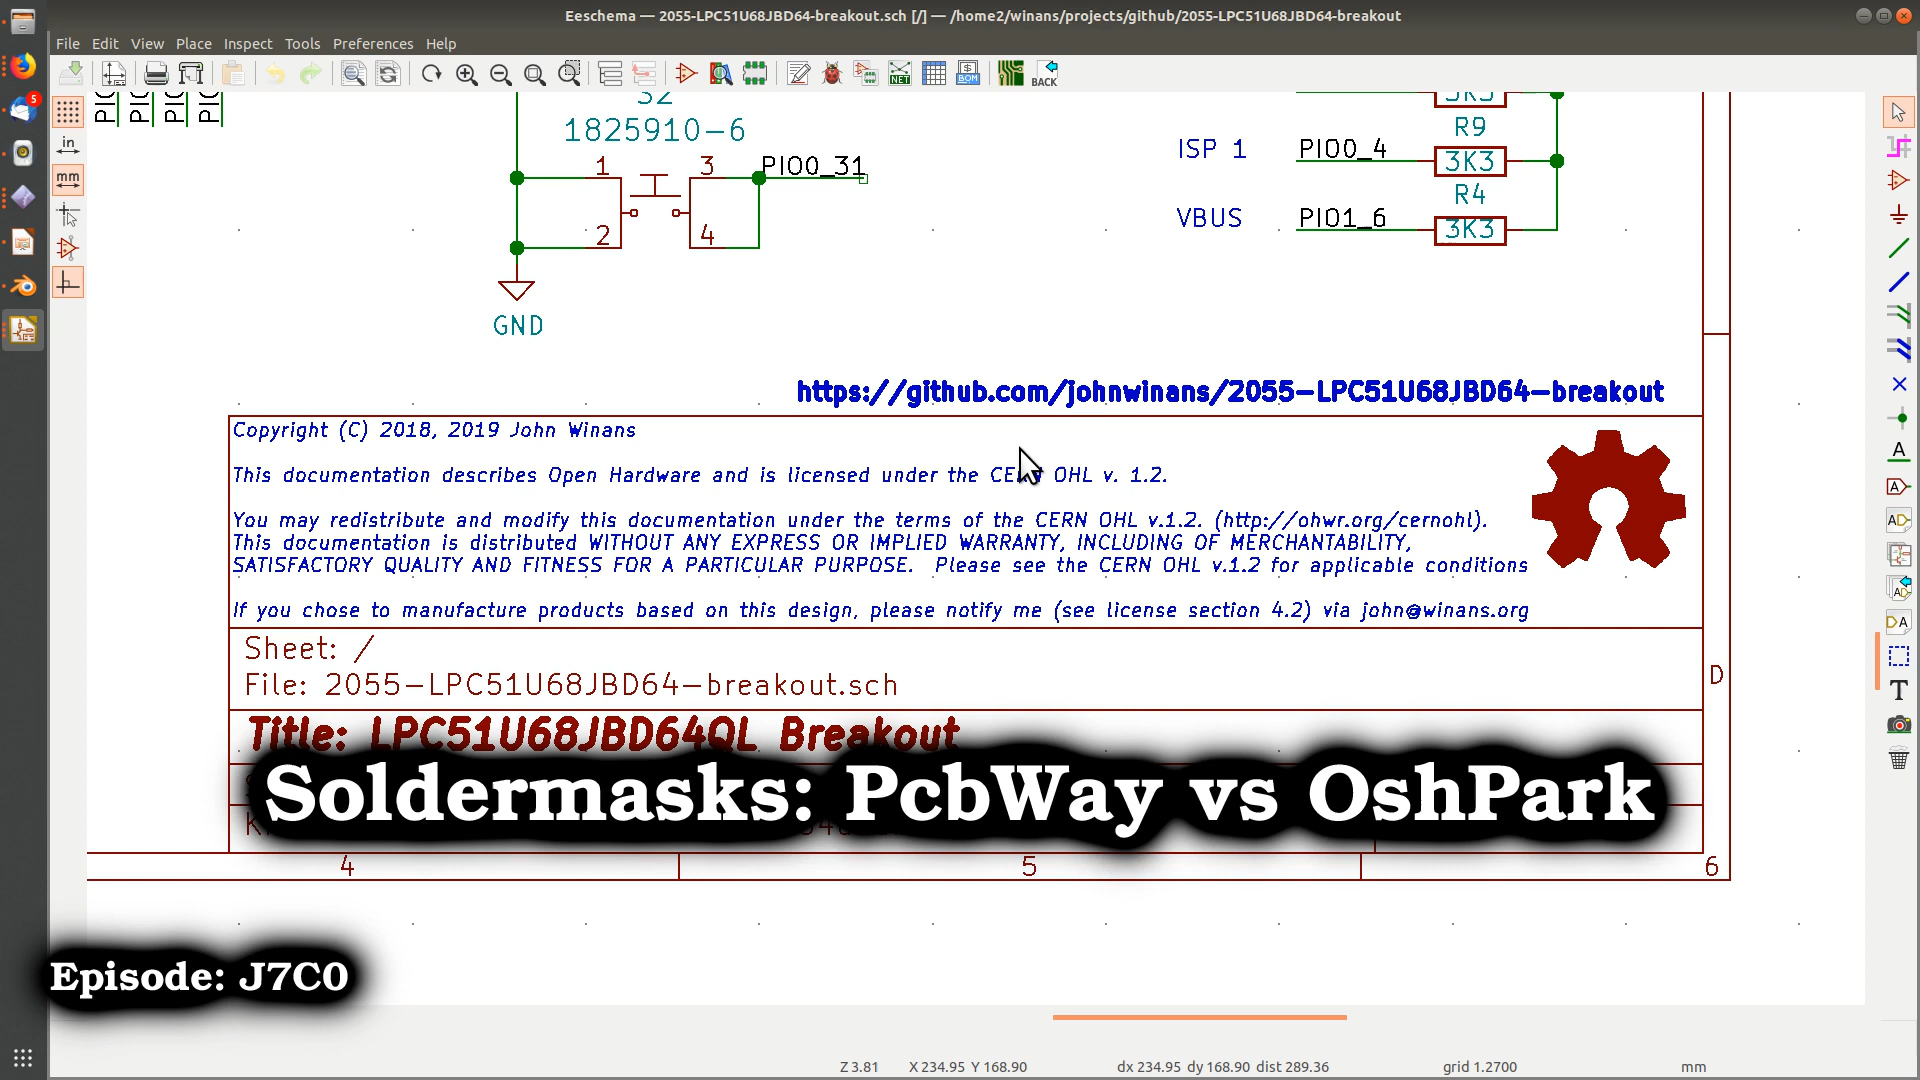 Eeschema — 2055-LPC51U68JBD64-breakout.sch [/] — /home2/winans/projects/github/2055-LPC51U68JBD64-breakout
File Edit View Place Inspect Tools Preferences Help
NET
BOM
BACK
5
in
mm
S2
1825910-6
1
3
PIO0_31
2
4
GND
3K3
R9
ISP 1
PIO0_4
3K3
R4
VBUS
PIO1_6
3K3
https://github.com/johnwinans/2055-LPC51U68JBD64-breakout
Copyright (C) 2018, 2019 John Winans
This documentation describes Open Hardware and is licensed under the CERN OHL v. 1.2.
You may redistribute and modify this documentation under the terms of the CERN OHL v.1.2. (http://ohwr.org/cernohl).
This documentation is distributed WITHOUT ANY EXPRESS OR IMPLIED WARRANTY, INCLUDING OF MERCHANTABILITY,
SATISFACTORY QUALITY AND FITNESS FOR A PARTICULAR PURPOSE. Please see the CERN OHL v.1.2 for applicable conditions
If you chose to manufacture products based on this design, please notify me (see license section 4.2) via john@winans.org
Sheet: /
File: 2055-LPC51U68JBD64-breakout.sch
D
Title: LPC51U68JBD64QL Breakout
Soldermasks: PcbWay vs OshPark
4
5
6
Episode: J7C0
Z 3.81 X 234.95 Y 168.90 dx 234.95 dy 168.90 dist 289.36 grid 1.2700 mm